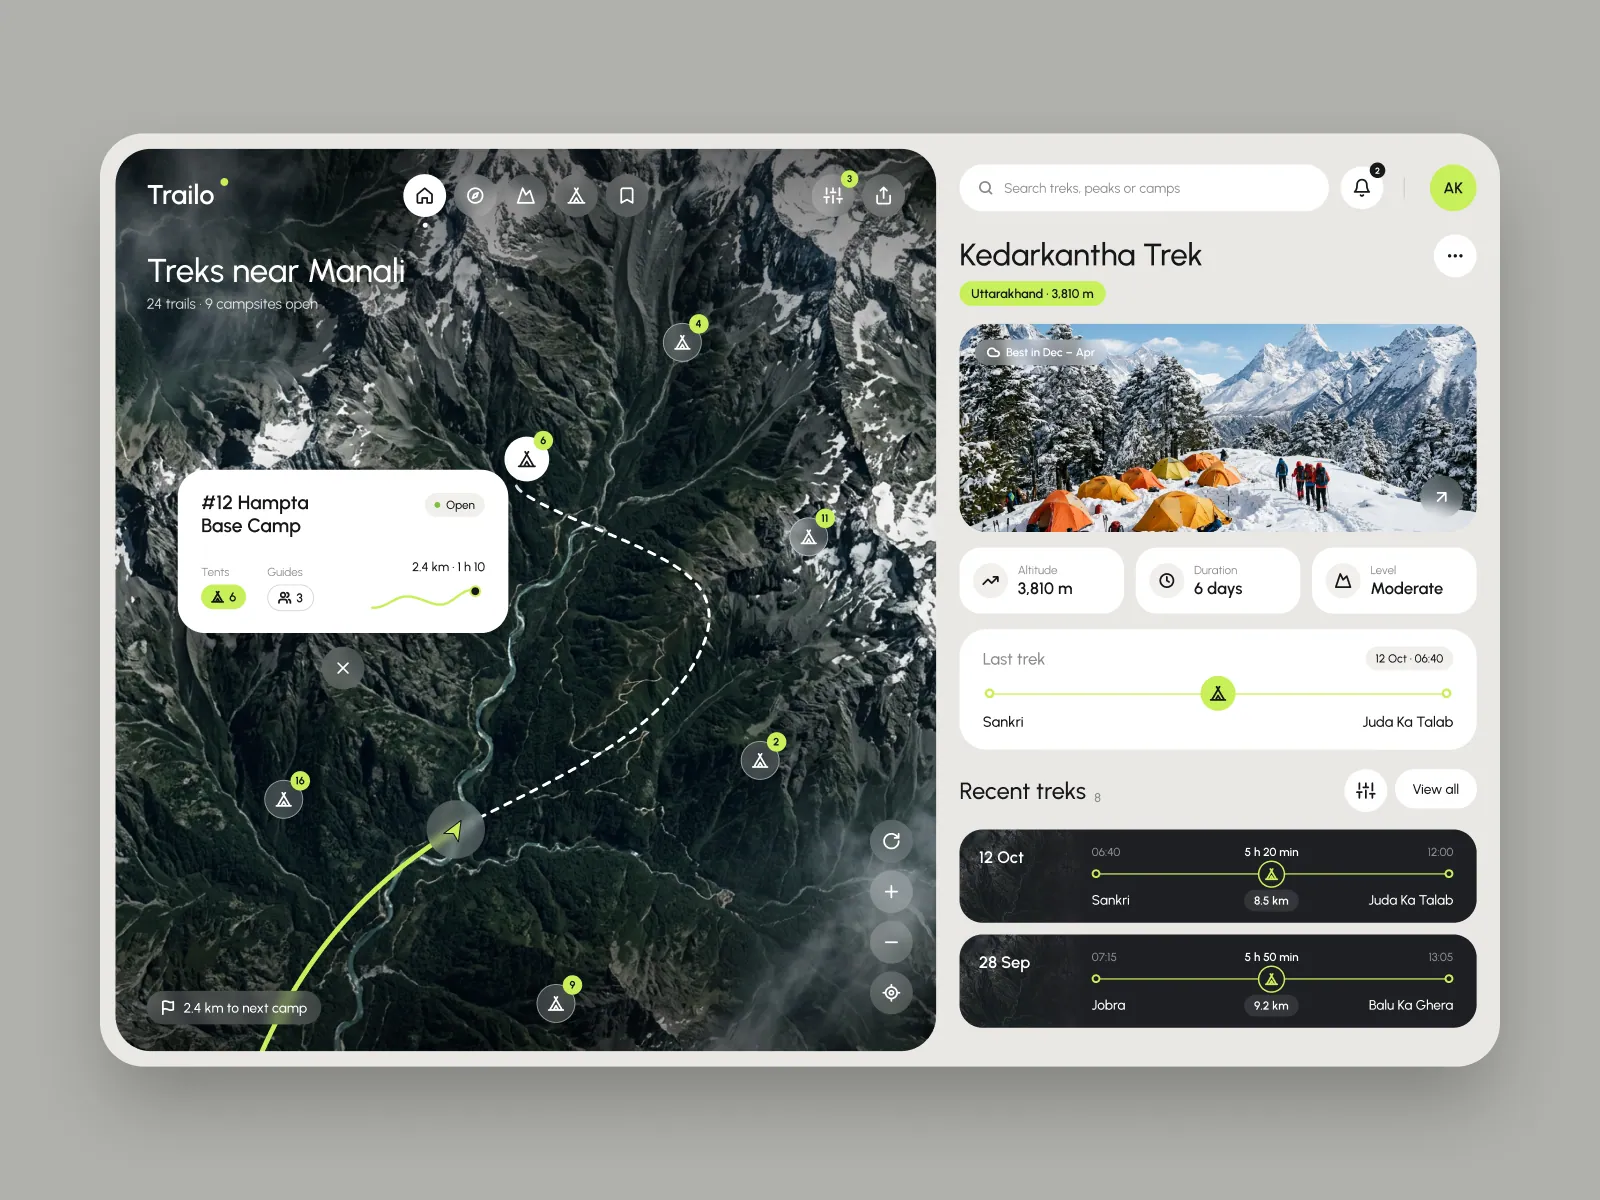 Trailo
3
Treks near Manali
24 trails · 9 campsites open
4
6
11
#12 Hampta
Base Camp
Open
Tents
Guides
2.4 km · 1 h 10
6
3
2
16
9
2.4 km to next camp
Search treks, peaks or camps
2
AK
Kedarkantha Trek
Uttarakhand · 3,810 m
Best in Dec – Apr
Altitude
3,810 m
Duration
6 days
Level
Moderate
Last trek
12 Oct · 06:40
Sankri
Juda Ka Talab
Recent treks 8
View all
12 Oct
06:40
5 h 20 min
12:00
Sankri
8.5 km
Juda Ka Talab
28 Sep
07:15
5 h 50 min
13:05
Jobra
9.2 km
Balu Ka Ghera